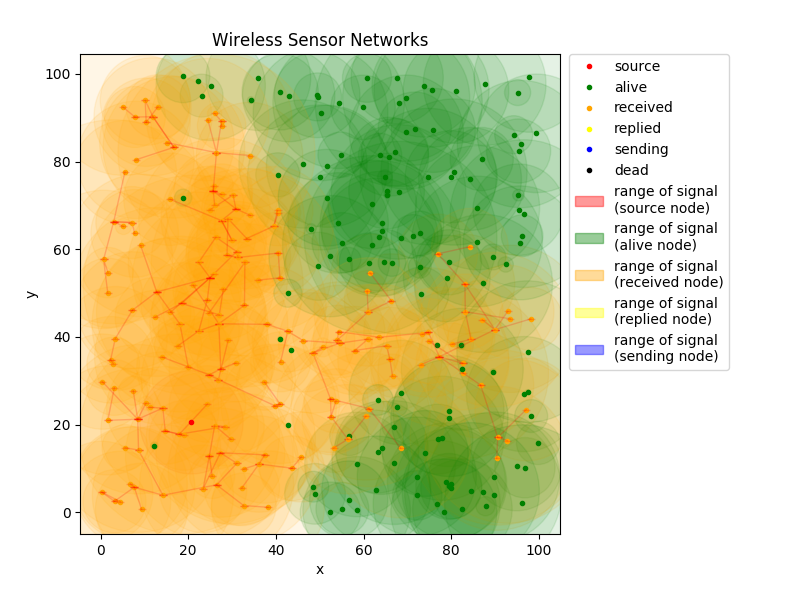 Wireless Sensor Networks
100
80
60
40
20
0
y
0
20
40
60
80
100
x
source
alive
received
replied
sending
dead
range of signal
(source node)
range of signal
(alive node)
range of signal
(received node)
range of signal
(replied node)
range of signal
(sending node)